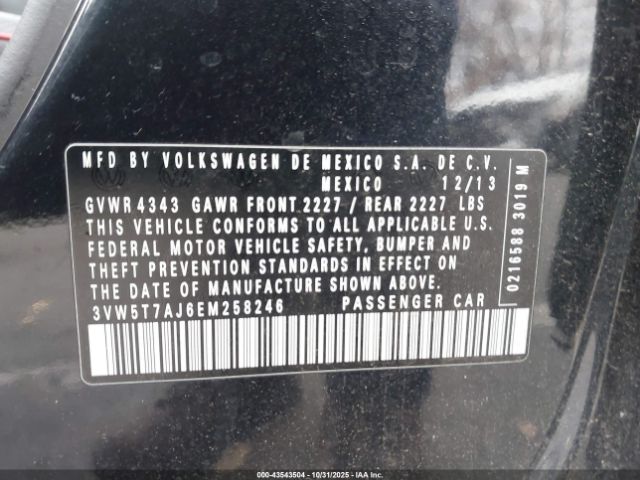 MFD BY VOLKSWAGEN DE MEXICO S.A. DE C.V.
MEXICO 12/13
GVWR 4343 GAWR FRONT 2227 / REAR 2227 LBS
THIS VEHICLE CONFORMS TO ALL APPLICABLE U.S.
FEDERAL MOTOR VEHICLE SAFETY, BUMPER AND
THEFT PREVENTION STANDARDS IN EFFECT ON
THE DATE OF MANUFACTURE SHOWN ABOVE.
3VW5T7AJ6EM258246 PASSENGER CAR
0216588 3019 M
00-43543504 - 10/31/2025 - IAAI, Inc.